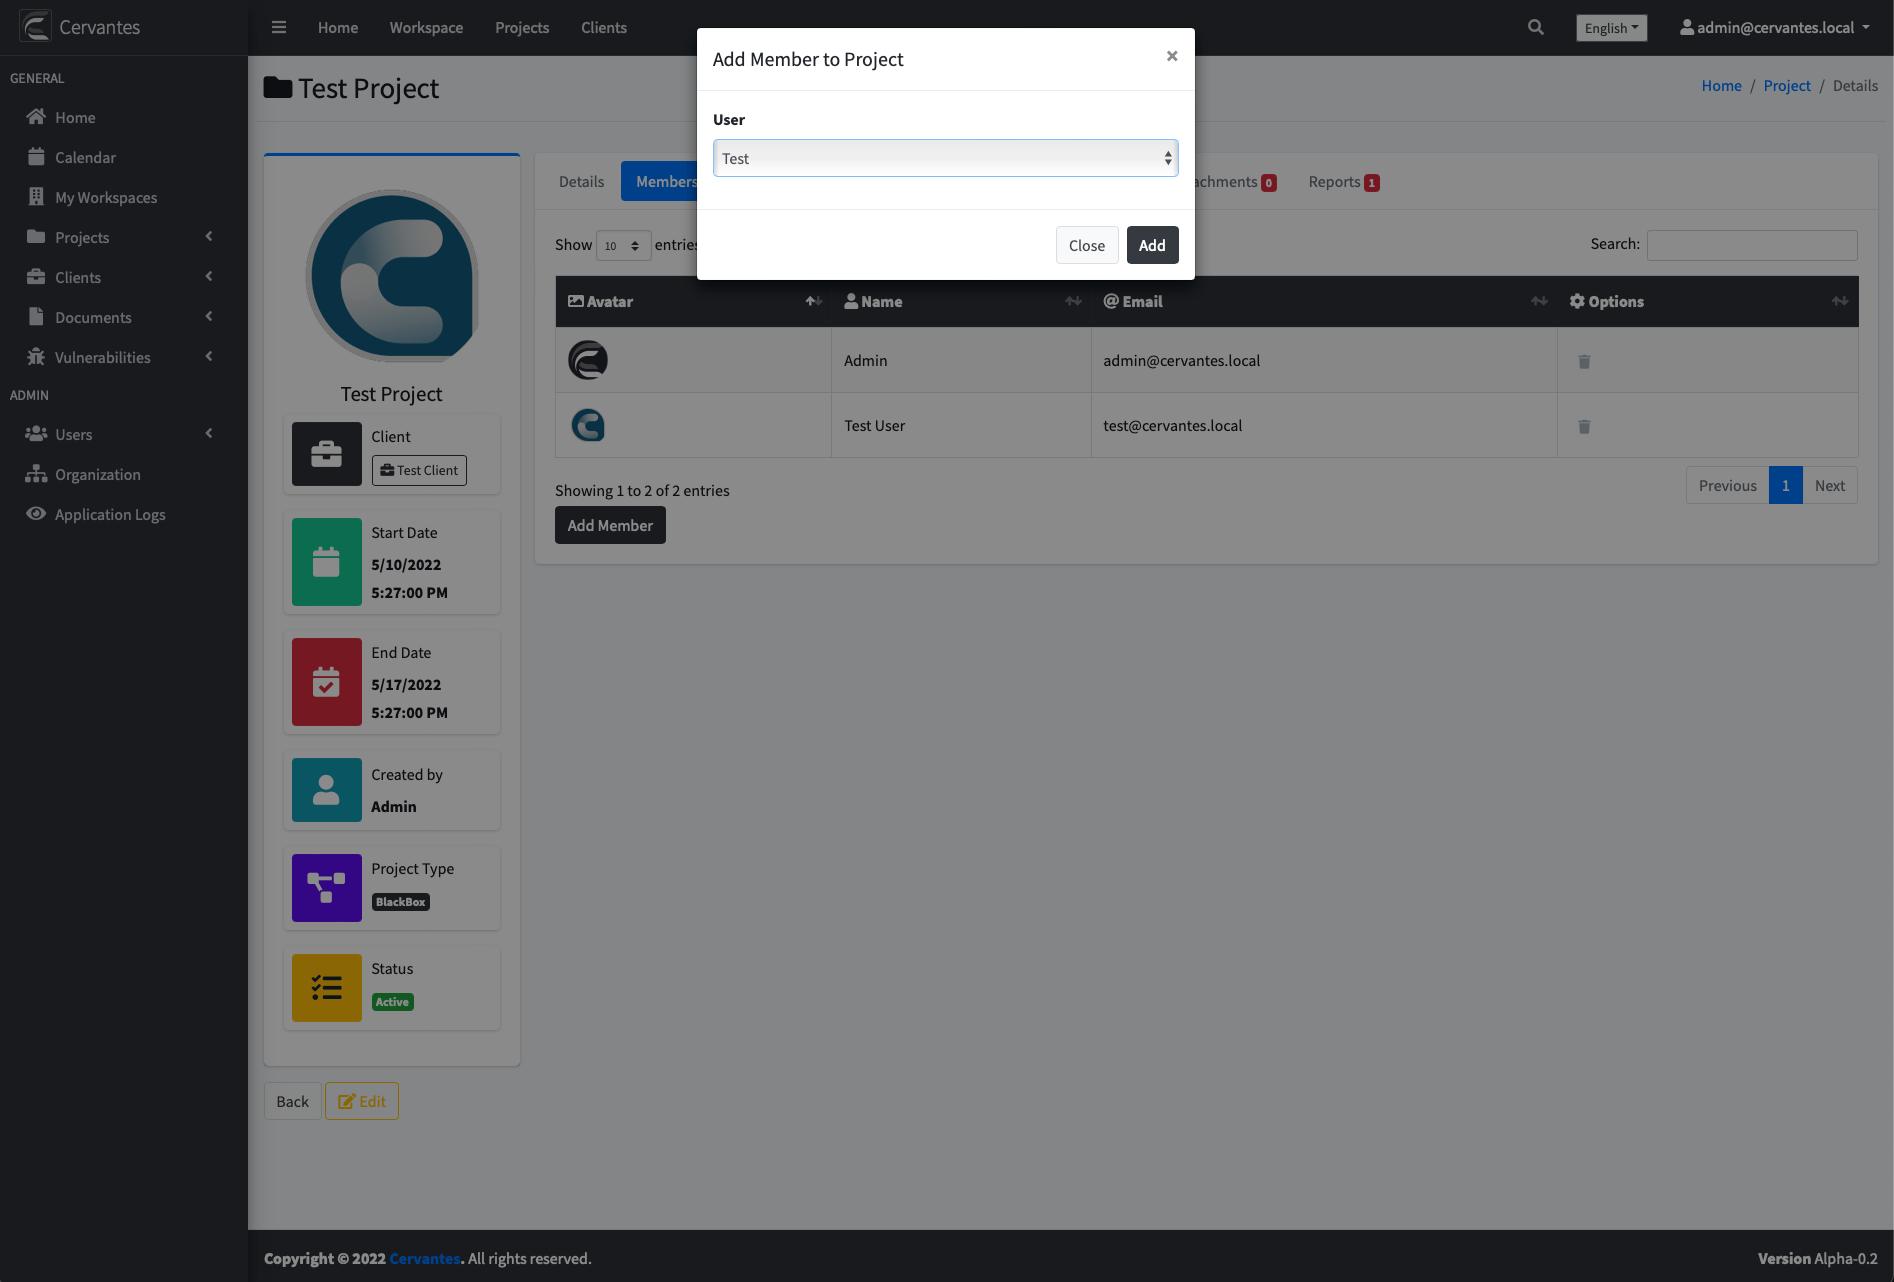 Cervantes
Home
Workspace
Projects
Clients
English
admin@cervantes.local
GENERAL
Home
Calendar
My Workspaces
Projects
Clients
Documents
Vulnerabilities
ADMIN
Users
Organization
Application Logs
Add Member to Project
×
User
Test
Close
Add
Test Project
Home / Project / Details
Test Project
Client
Test Client
Start Date
5/10/2022
5:27:00 PM
End Date
5/17/2022
5:27:00 PM
Created by
Admin
Project Type
BlackBox
Status
Active
Back
Edit
Details
Members
achments 0
Reports 1
Show 10 entries
Search:
Avatar Name @ Email Options
Admin admin@cervantes.local
Test User test@cervantes.local
Showing 1 to 2 of 2 entries
Previous 1 Next
Add Member
Copyright © 2022 Cervantes. All rights reserved.
Version Alpha-0.2